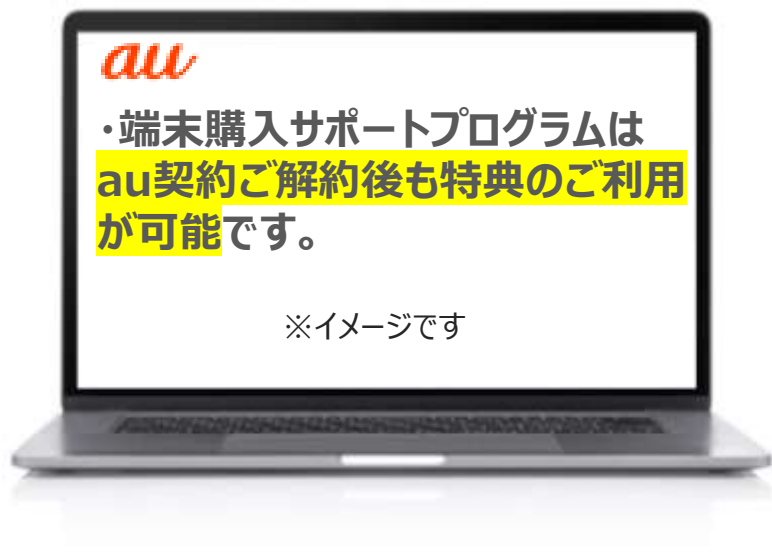 au
・端末購入サポートプログラムは
au契約ご解約後も特典のご利用
が可能です。
※イメージです